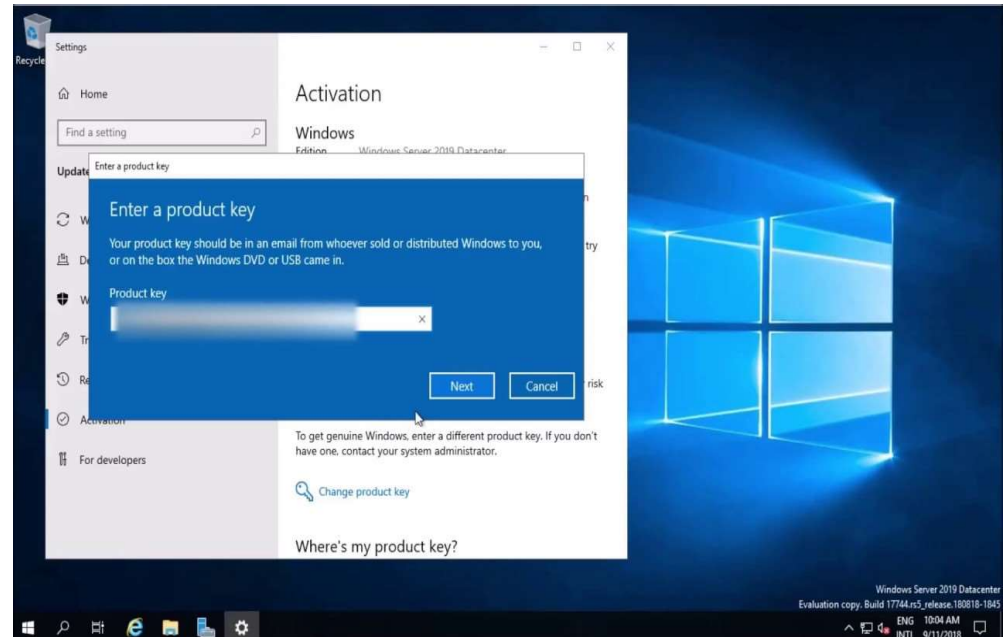 Recycle
Settings
Home
Activation
Find a setting
Windows
Edition Windows Server 2019 Datacenter
Update
Enter a product key
Enter a product key
Your product key should be in an email from whoever sold or distributed Windows to you,
or on the box the Windows DVD or USB came in.
try
Product key
Next
Cancel
risk
Activation
To get genuine Windows, enter a different product key. If you don't
have one, contact your system administrator.
For developers
Change product key
Where's my product key?
Windows Server 2019 Datacenter
Evaluation copy. Build 17744.rs5_release.180818-1845
ENG 10:04 AM
INTL 9/11/2018